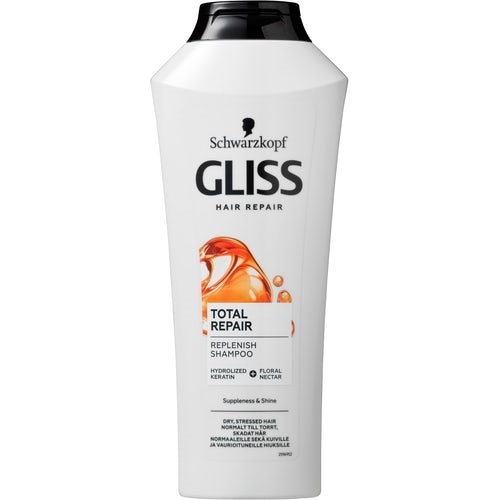 Schwarzkopf
GLISS
HAIR REPAIR
TOTAL
REPAIR
REPLENISH
SHAMPOO
HYDROLIZED KERATIN + FLORAL NECTAR
Suppleness & Shine
DRY, STRESSED HAIR
NORMALT TILL TORRT,
SKADAT HÅR
NORMAALEILLE SEKÄ KUIVILLE
JA VAURIOITUNEILLE HIUKSILLE